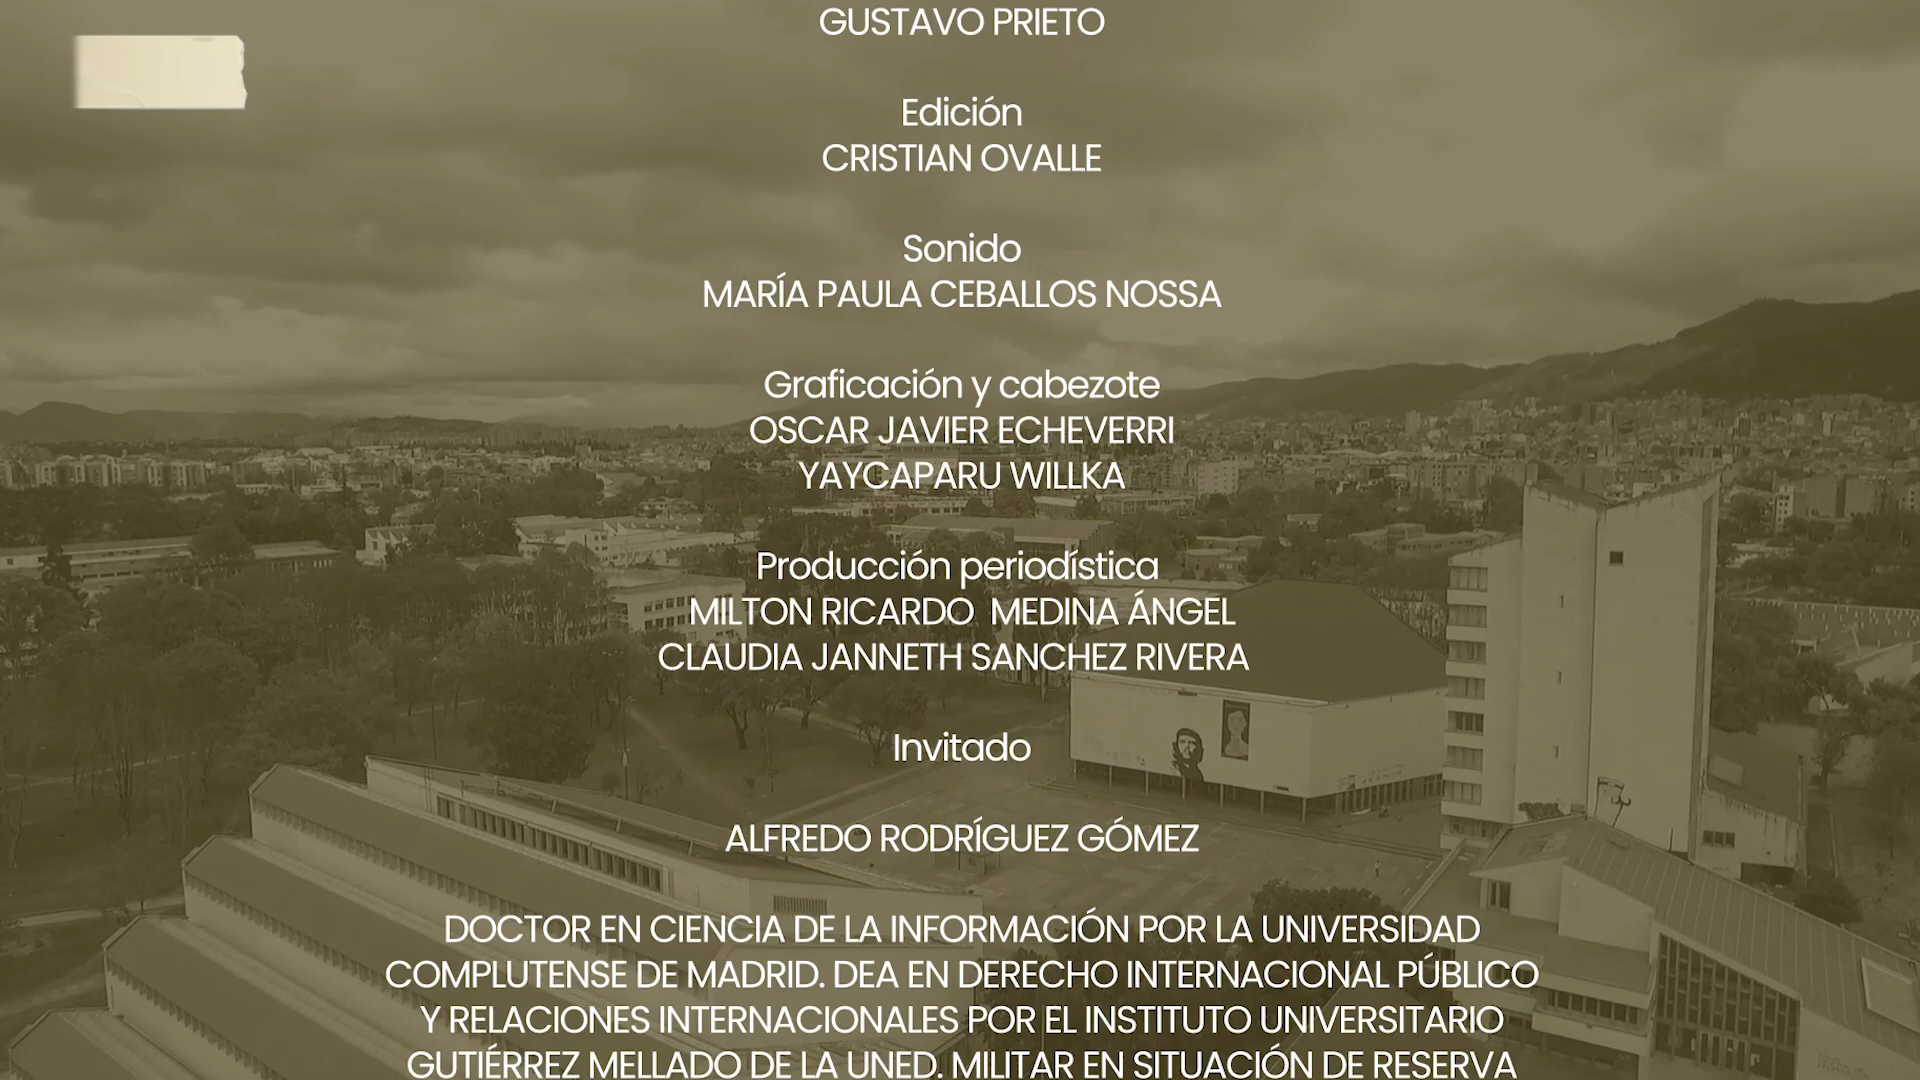 GUSTAVO PRIETO
Edición
CRISTIAN OVALLE
Sonido
MARÍA PAULA CEBALLOS NOSSA
Graficación y cabezote
OSCAR JAVIER ECHEVERRI
YAYCAPARU WILLKA
Producción periodística
MILTON RICARDO  MEDINA ÁNGEL
CLAUDIA JANNETH SANCHEZ RIVERA
Invitado
ALFREDO RODRÍGUEZ GÓMEZ
DOCTOR EN CIENCIA DE LA INFORMACIÓN POR LA UNIVERSIDAD
COMPLUTENSE DE MADRID. DEA EN DERECHO INTERNACIONAL PÚBLICO
Y RELACIONES INTERNACIONALES POR EL INSTITUTO UNIVERSITARIO
GUTIÉRREZ MELLADO DE LA UNED. MILITAR EN SITUACIÓN DE RESERVA